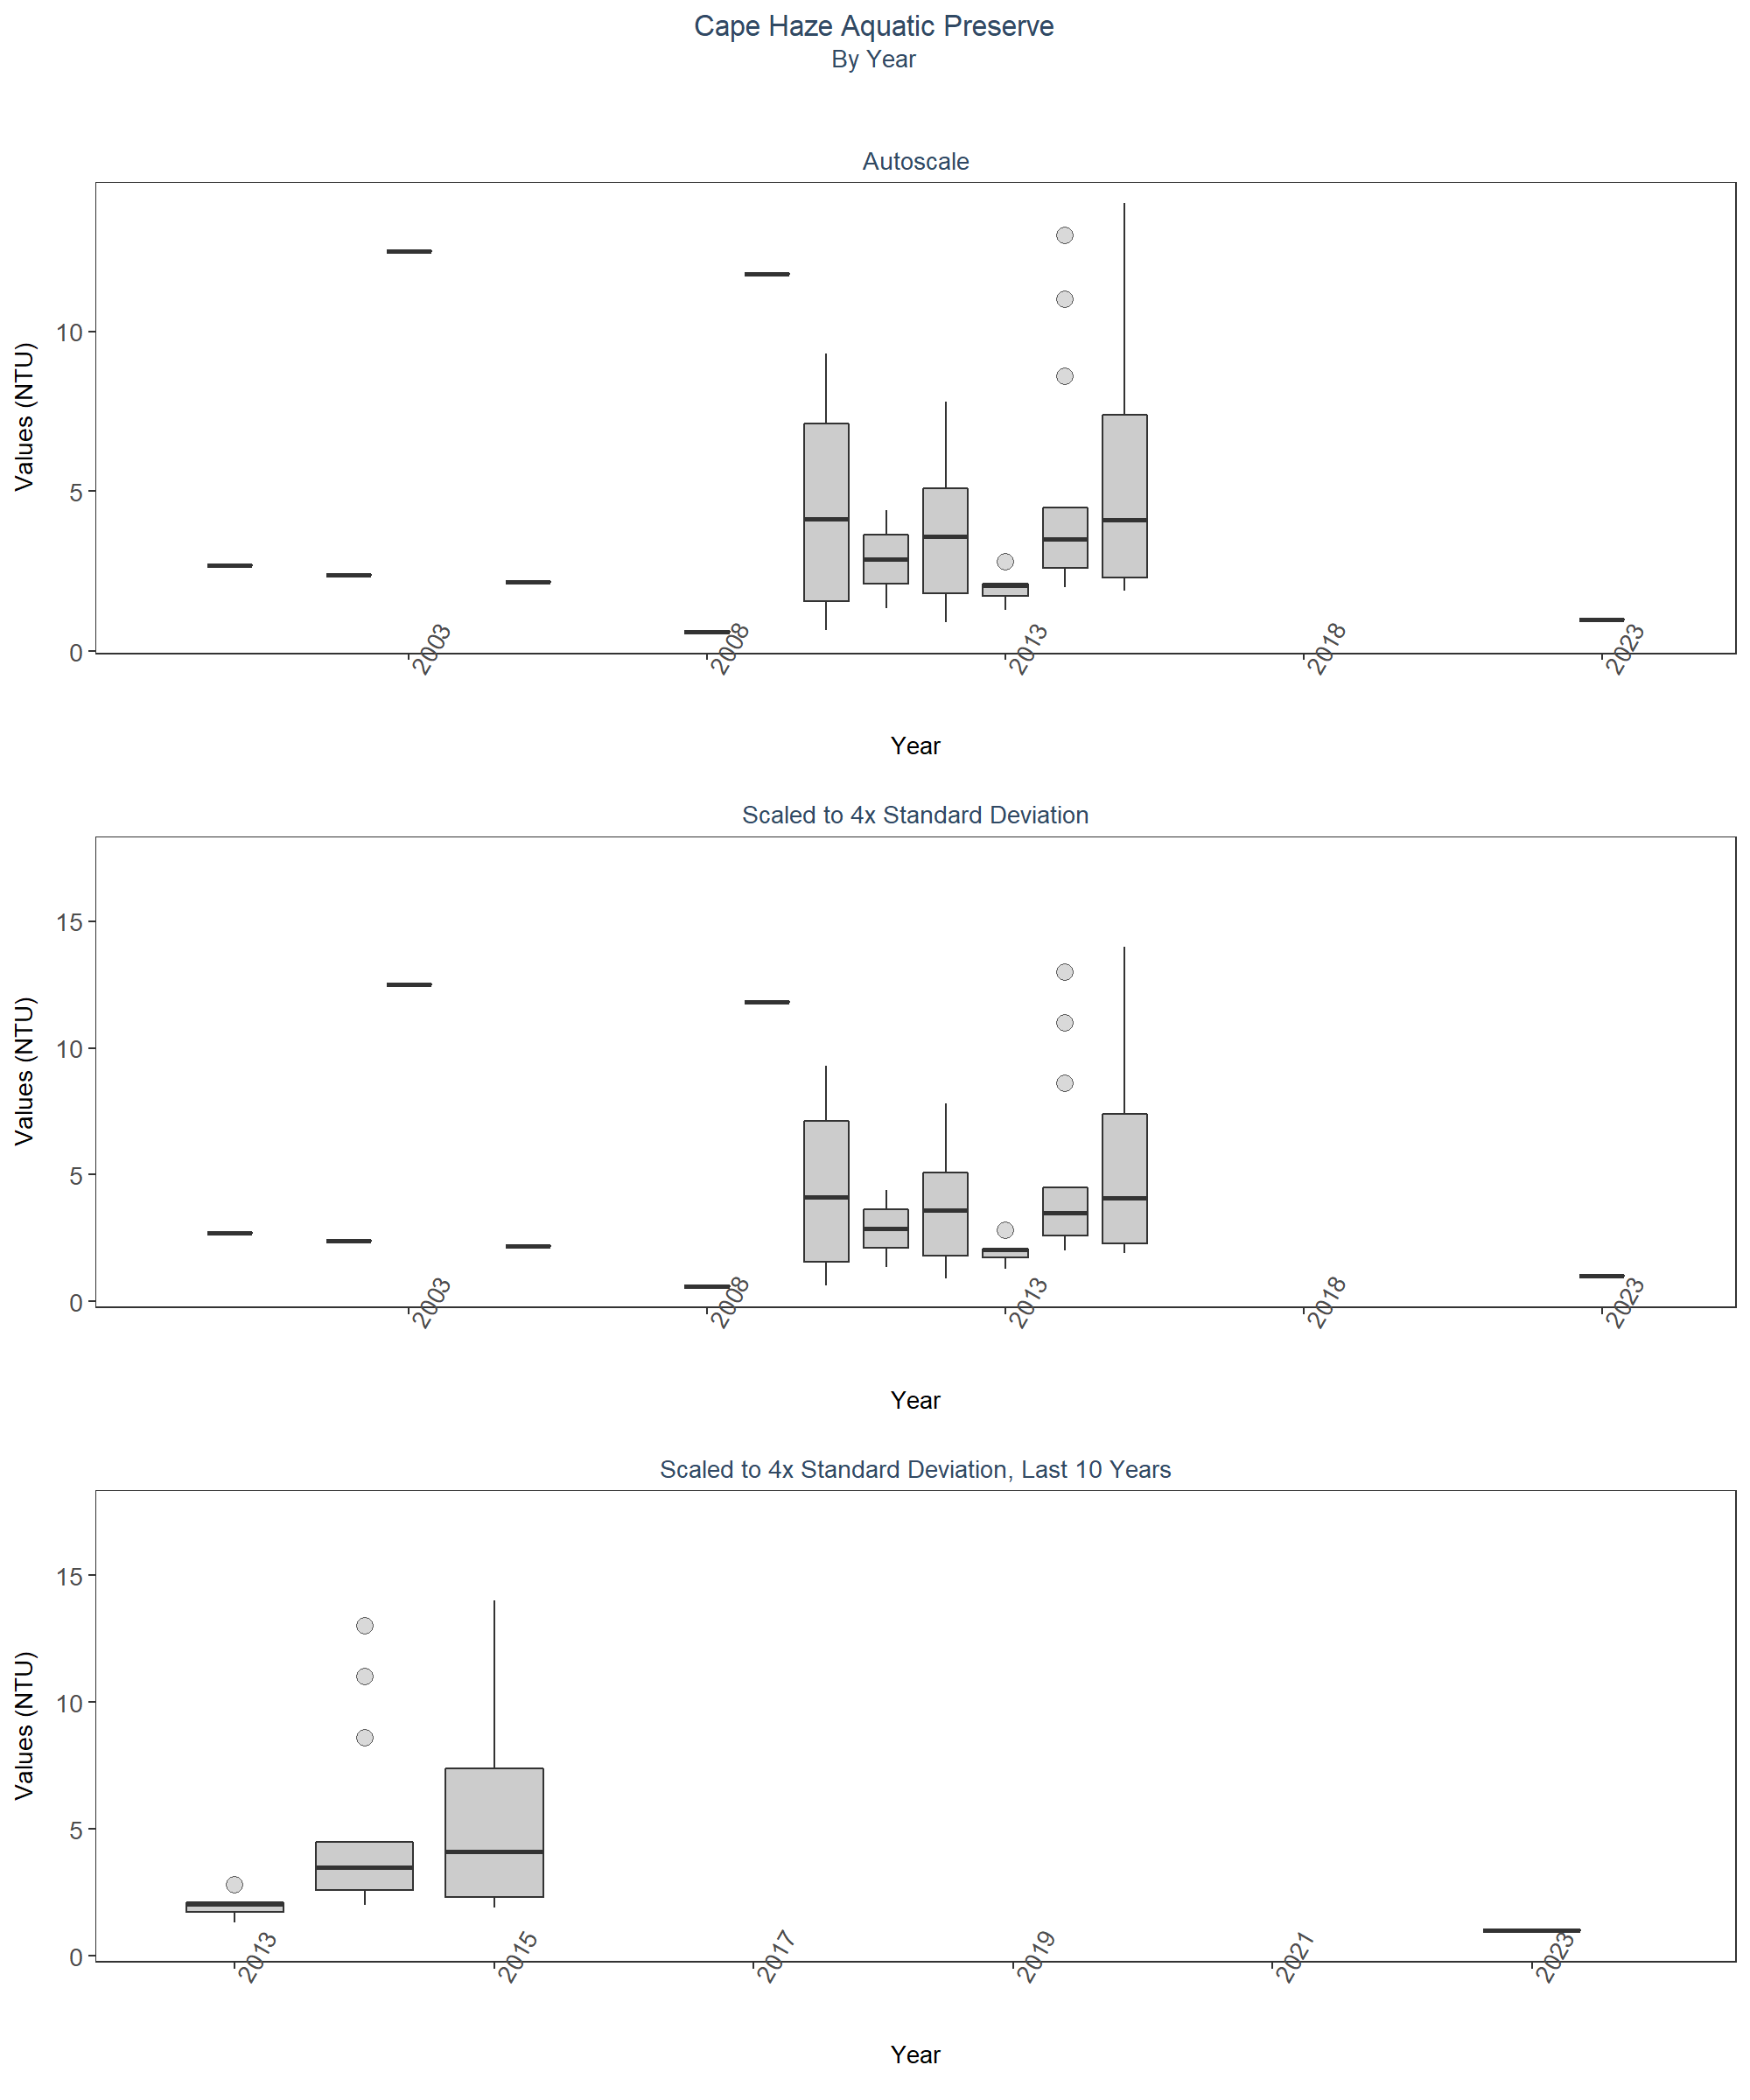 Cape Haze Aquatic Preserve
By Year
Autoscale
Values (NTU)
10
5
0
2003
2008
2013
2018
2023
Year
Scaled to 4x Standard Deviation
Values (NTU)
15
10
5
0
2003
2008
2013
2018
2023
Year
Scaled to 4x Standard Deviation, Last 10 Years
Values (NTU)
15
10
5
0
2013
2015
2017
2019
2021
2023
Year